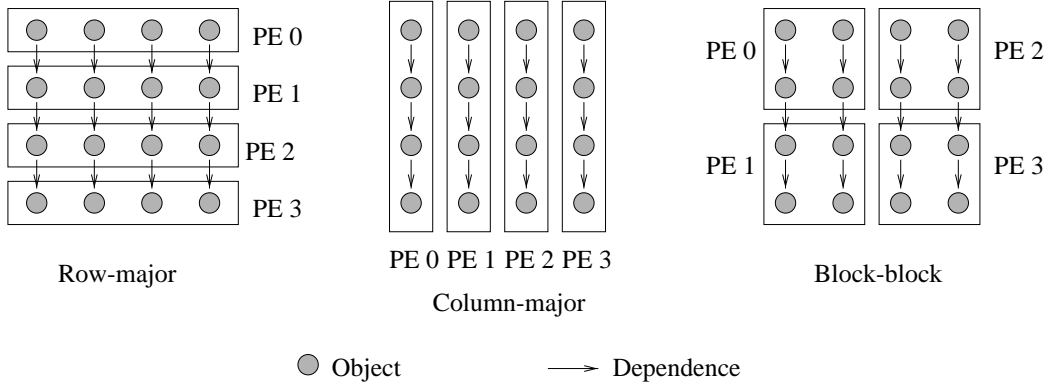 PE 0
PE 1
PE 2
PE 3
Row-major
PE 0 PE 1 PE 2 PE 3
Column-major
PE 0
PE 2
PE 1
PE 3
Block-block
Object
Dependence